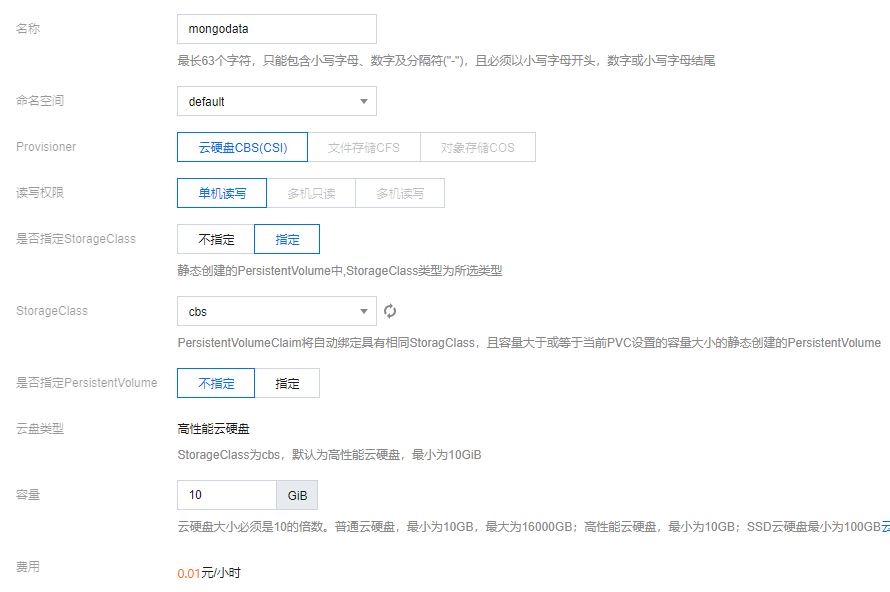 名称 mongodata
最长63个字符，只能包含小写字母、数字及分隔符("-")，且必须以小写字母开头，数字或小写字母结尾
命名空间 default
Provisioner 云硬盘CBS(CSI) 文件存储CFS 对象存储COS
读写权限 单机读写 多机只读 多机读写
是否指定StorageClass 不指定 指定
静态创建的PersistentVolume中,StorageClass类型为所选类型
StorageClass cbs
PersistentVolumeClaim将自动绑定具有相同StoragClass，且容量大于或等于当前PVC设置的容量大小的静态创建的PersistentVolume
是否指定PersistentVolume 不指定 指定
云盘类型 高性能云硬盘
StorageClass为cbs，默认为高性能云硬盘，最小为10GiB
容量 10 GiB
云硬盘大小必须是10的倍数。普通云硬盘，最小为10GB，最大为16000GB；高性能云硬盘，最小为10GB；SSD云硬盘最小为100GB云
费用 0.01元/小时